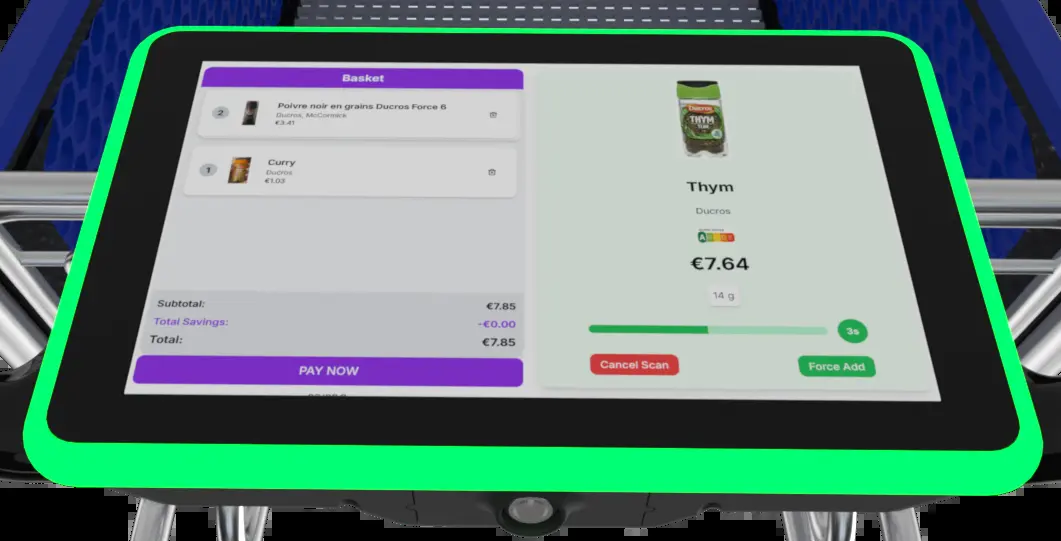 Basket
2
Poivre noir en grains Ducros Force 6
Ducros, McCormick
€3.41
1
Curry
Ducros
€1.03
Subtotal: €7.85
Total Savings: -€0.00
Total: €7.85
PAY NOW
THYM
Thym
Ducros
A
€7.64
14 g
3s
Cancel Scan
Force Add